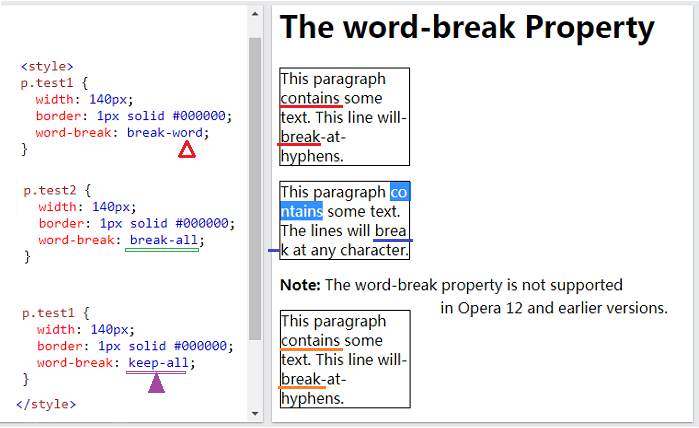 <style>
p.test1 {
width: 140px;
border: 1px solid #000000;
word-break: break-word;
}
p.test2 {
width: 140px;
border: 1px solid #000000;
word-break: break-all;
}
p.test1 {
width: 140px;
border: 1px solid #000000;
word-break: keep-all;
}
</style>
The word-break Property
This paragraph
contains some
text. This line will-
break-at-
hyphens.
This paragraph co
ntains some text.
The lines will brea
k at any character.
Note: The word-break property is not supported
in Opera 12 and earlier versions.
This paragraph
contains some
text. This line will-
break-at-
hyphens.